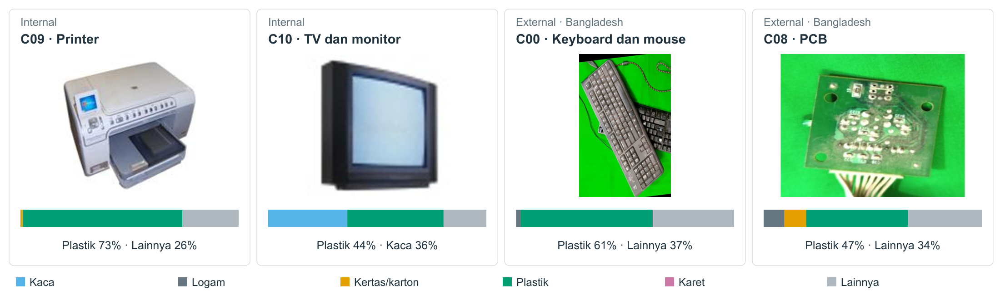 Internal
C09 · Printer
Plastik 73% · Lainnya 26%
Internal
C10 · TV dan monitor
Plastik 44% · Kaca 36%
External · Bangladesh
C00 · Keyboard dan mouse
Plastik 61% · Lainnya 37%
External · Bangladesh
C08 · PCB
Plastik 47% · Lainnya 34%
Kaca
Logam
Kertas/karton
Plastik
Karet
Lainnya